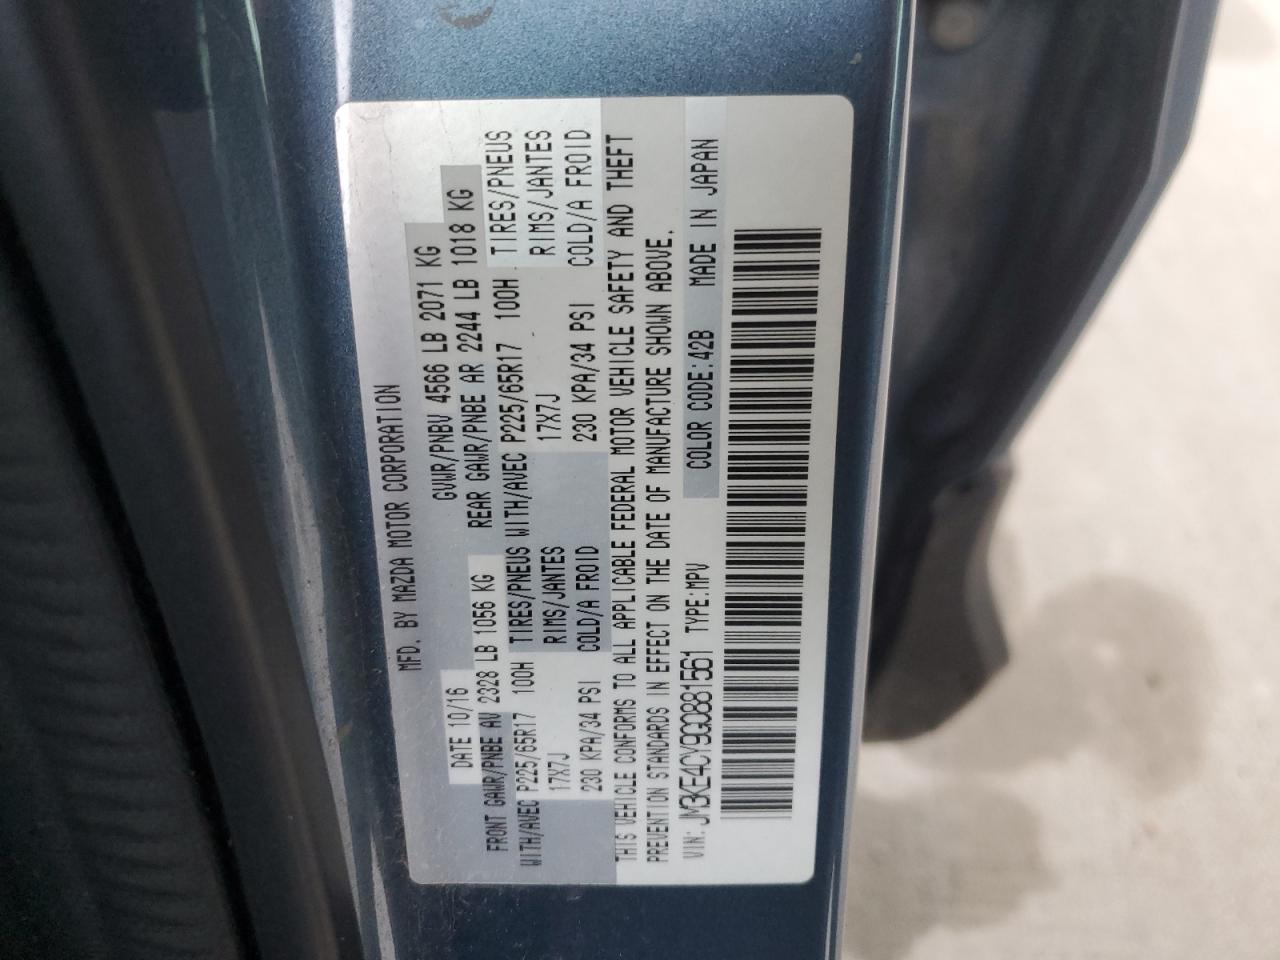 MFD. BY MAZDA MOTOR CORPORATION
DATE 10/16 GVWR/PNBV 4566 LB 2071 KG
FRONT GAWR/PNBE AV 2328 LB 1056 KG REAR GAWR/PNBE AR 2244 LB 1018 KG
WITH/AVEC P225/65R17 100H TIRES/PNEUS WITH/AVEC P225/65R17 100H TIRES/PNEUS
17X7J RIMS/JANTES 17X7J RIMS/JANTES
230 KPA/34 PSI COLD/A FROID 230 KPA/34 PSI COLD/A FROID
THIS VEHICLE CONFORMS TO ALL APPLICABLE FEDERAL MOTOR VEHICLE SAFETY AND THEFT
PREVENTION STANDARDS IN EFFECT ON THE DATE OF MANUFACTURE SHOWN ABOVE.
VIN: JM3KE4CY9G0881561 TYPE:MPV COLOR CODE:42B MADE IN JAPAN